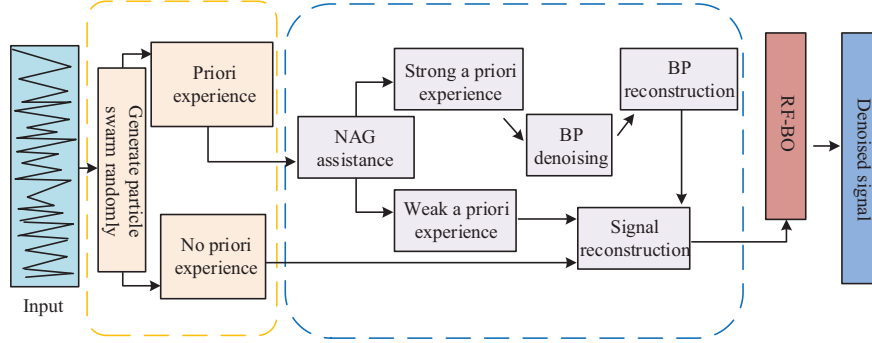 Input
Generate particle
swarm randomly
Priori
experience
No priori
experience
NAG
assistance
Strong a priori
experience
Weak a priori
experience
BP
denoising
BP
reconstruction
Signal
reconstruction
RF-BO
Denoised signal